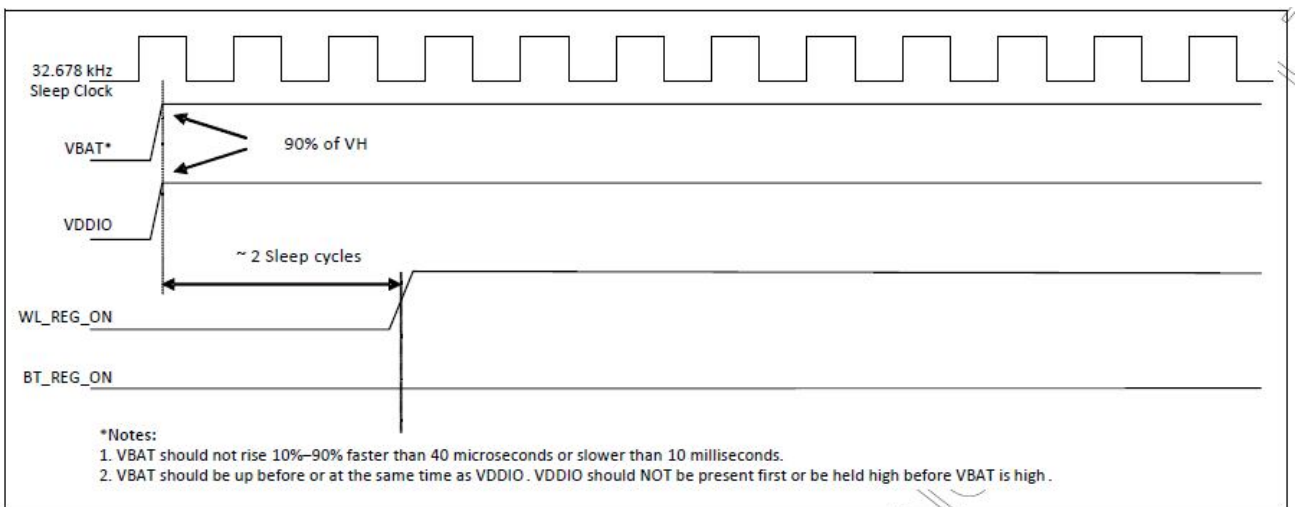 32.678 kHz
Sleep Clock
VBAT*
90% of VH
VDDIO
~ 2 Sleep cycles
WL_REG_ON
BT_REG_ON
*Notes:
1. VBAT should not rise 10%–90% faster than 40 microseconds or slower than 10 milliseconds.
2. VBAT should be up before or at the same time as VDDIO. VDDIO should NOT be present first or be held high before VBAT is high.